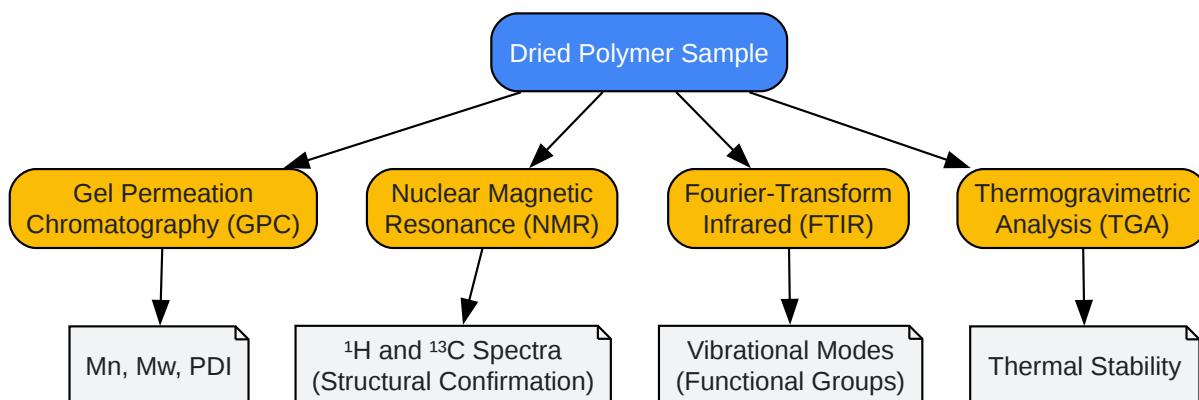 Dried Polymer Sample
Gel Permeation
Chromatography (GPC)
Nuclear Magnetic
Resonance (NMR)
Fourier-Transform
Infrared (FTIR)
Thermogravimetric
Analysis (TGA)
Mn, Mw, PDI
¹H and ¹³C Spectra
(Structural Confirmation)
Vibrational Modes
(Functional Groups)
Thermal Stability